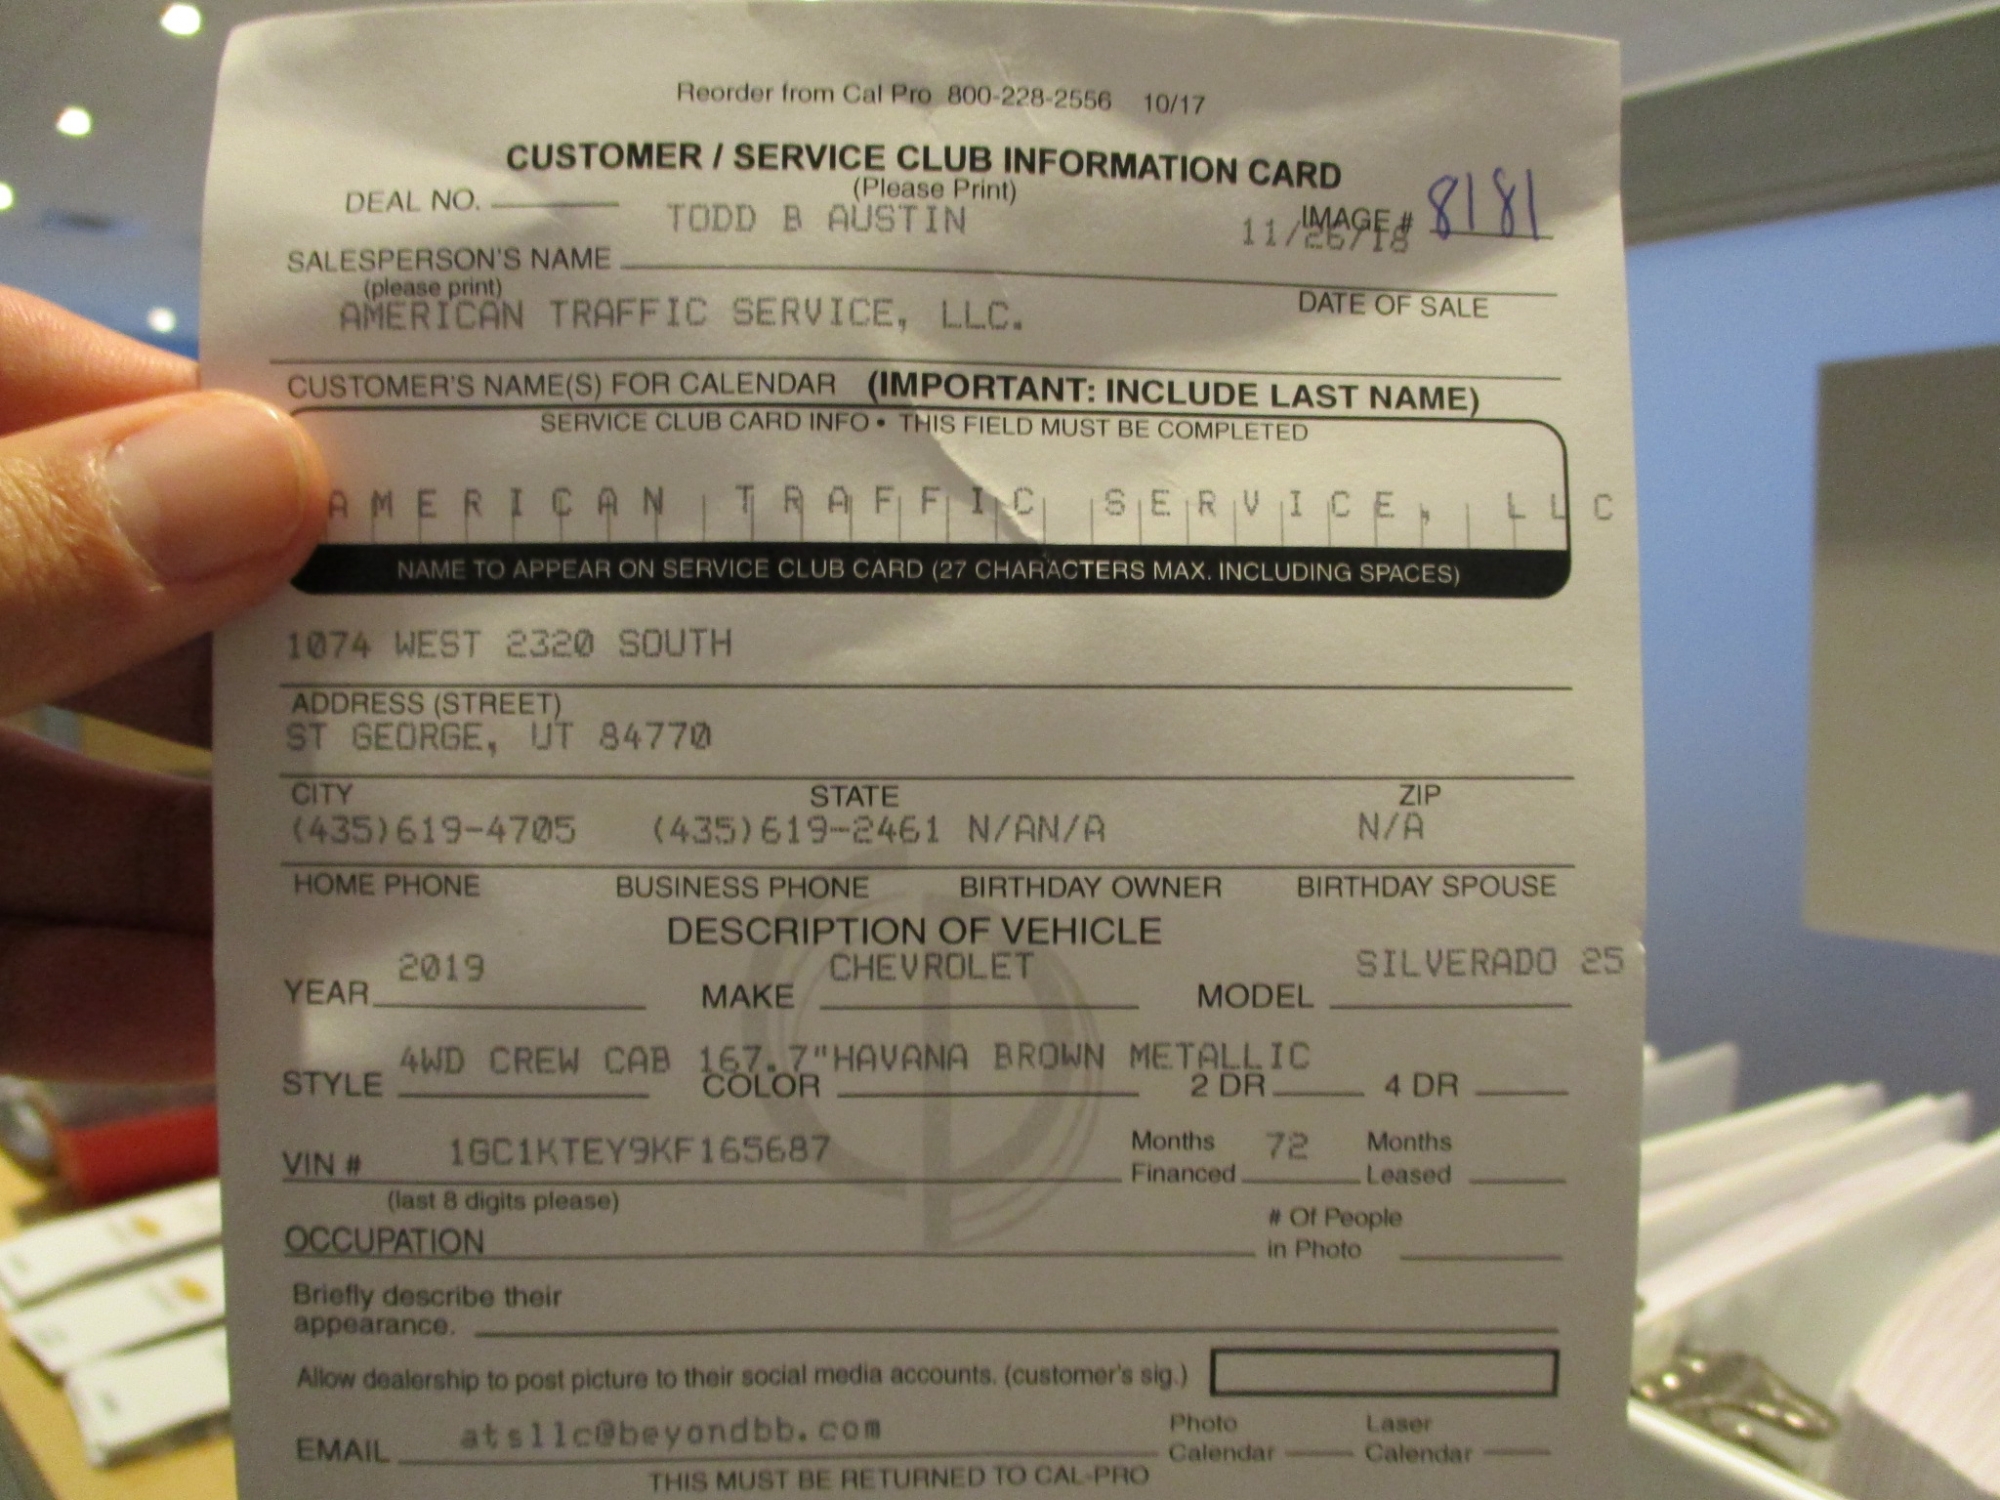 Reorder from Cal Pro 800-228-2556 10/17
CUSTOMER / SERVICE CLUB INFORMATION CARD
(Please Print)
DEAL NO. TODD B AUSTIN 11/26/18 IMAGE # 8181
SALESPERSON'S NAME
(please print) DATE OF SALE
AMERICAN TRAFFIC SERVICE, LLC.
CUSTOMER'S NAME(S) FOR CALENDAR (IMPORTANT: INCLUDE LAST NAME)
SERVICE CLUB CARD INFO • THIS FIELD MUST BE COMPLETED
AMERICAN TRAFFIC SERVICE, LLC
NAME TO APPEAR ON SERVICE CLUB CARD (27 CHARACTERS MAX. INCLUDING SPACES)
1074 WEST 2320 SOUTH
ADDRESS (STREET)
ST GEORGE, UT 84770
CITY STATE ZIP
(435)619-4705 (435)619-2461 N/AN/A N/A
HOME PHONE BUSINESS PHONE BIRTHDAY OWNER BIRTHDAY SPOUSE
DESCRIPTION OF VEHICLE
YEAR 2019 MAKE CHEVROLET MODEL SILVERADO 25
STYLE 4WD CREW CAB 167.7" COLOR HAVANA BROWN METALLIC 2 DR 4 DR
VIN # 1GC1KTEY9KF165687 Months Financed 72 Months Leased
(last 8 digits please)
OCCUPATION # Of People in Photo
Briefly describe their
appearance.
Allow dealership to post picture to their social media accounts. (customer's sig.)
EMAIL atsllc@beyondbb.com Photo Calendar Laser Calendar
THIS MUST BE RETURNED TO CAL-PRO